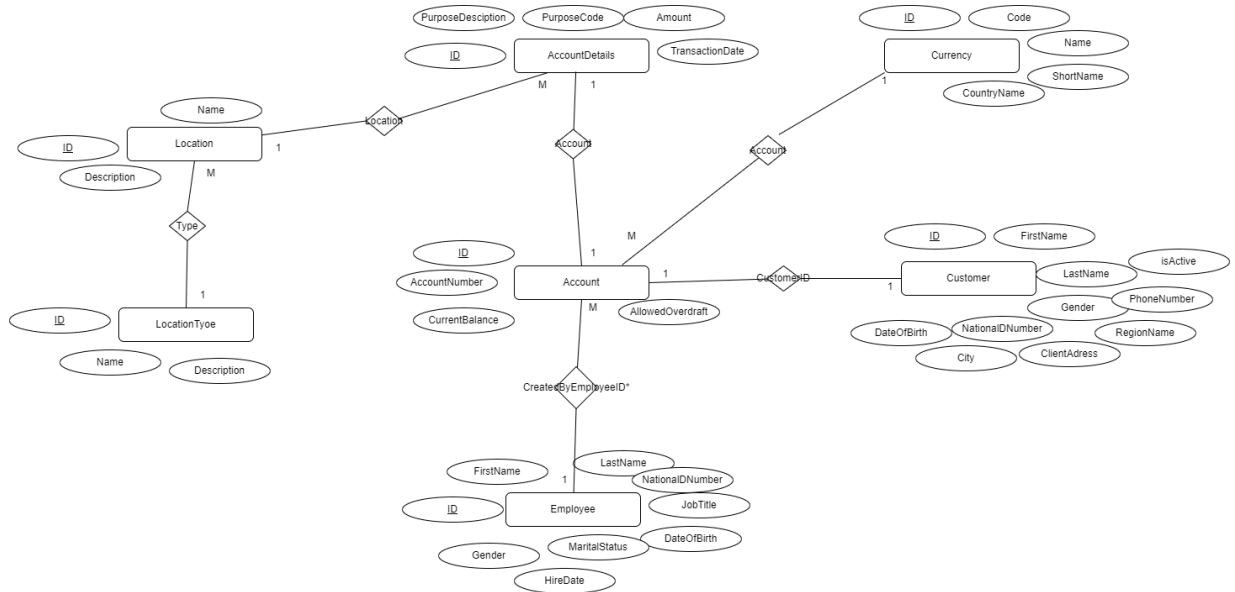 PurposeDesciption
PurposeCode
Amount
ID
AccountDetails
TransactionDate
M
1
ID
Code
Currency
Name
ShortName
CountryName
1
Name
Location
ID
Location
1
Description
M
Account
Account
Type
M
1
ID
AccountNumber
Account
1
CustomerID
CurrentBalance
M
AllowedOverdraft
ID
FirstName
Customer
1
LastName
isActive
Gender
PhoneNumber
DateOfBirth
NationalIDNumber
RegionName
City
ClientAdress
1
ID
LocationTyoe
Name
Description
CreatedByEmployeeID*
FirstName
1
LastName
NationalDNumber
ID
Employee
JobTitle
Gender
MaritalStatus
DateOfBirth
HireDate